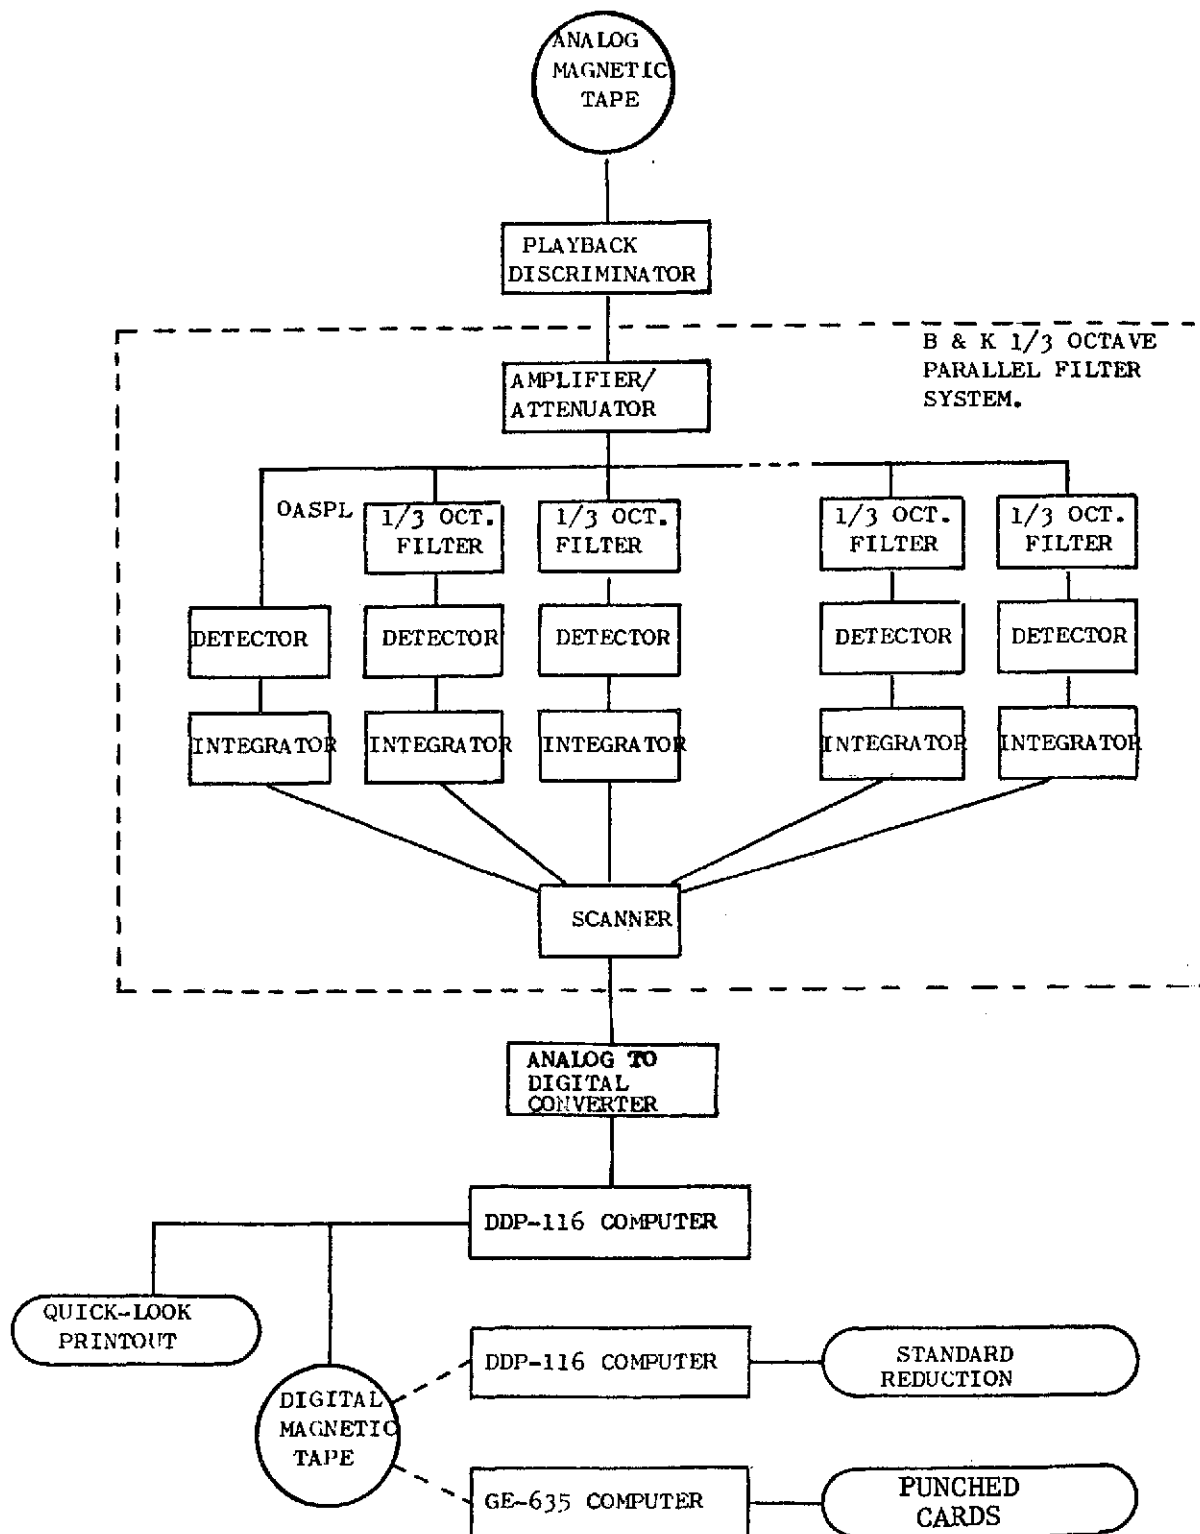 ANALOG
MAGNETIC
TAPE
PLAYBACK
DISCRIMINATOR
B & K 1/3 OCTAVE
PARALLEL FILTER
SYSTEM.
AMPLIFIER/
ATTENUATOR
OASPL
1/3 OCT.
FILTER
1/3 OCT.
FILTER
1/3 OCT.
FILTER
1/3 OCT.
FILTER
DETECTOR
DETECTOR
DETECTOR
DETECTOR
DETECTOR
INTEGRATOR
INTEGRATOR
INTEGRATOR
INTEGRATOR
INTEGRATOR
SCANNER
ANALOG TO
DIGITAL
CONVERTER
DDP-116 COMPUTER
QUICK-LOOK
PRINTOUT
DIGITAL
MAGNETIC
TAPE
DDP-116 COMPUTER
STANDARD
REDUCTION
GE-635 COMPUTER
PUNCHED
CARDS